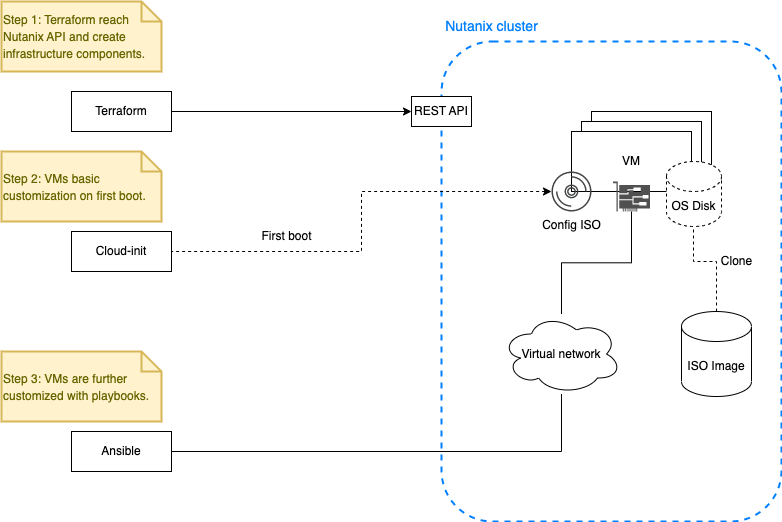 Step 1: Terraform reach
Nutanix API and create
infrastructure components.
Nutanix cluster
Terraform
REST API
VM
Step 2: VMs basic
customization on first boot.
OS Disk
Config ISO
First boot
Cloud-init
Clone
Virtual network
ISO Image
Step 3: VMs are further
customized with playbooks.
Ansible